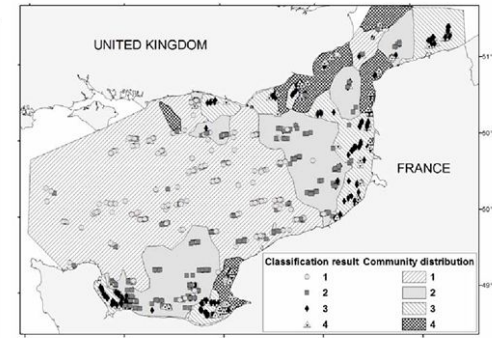 UNITED KINGDOM
51°
50°
FRANCE
50°
49°
Classification result Community distribution
1 1
2 2
3 3
4 4